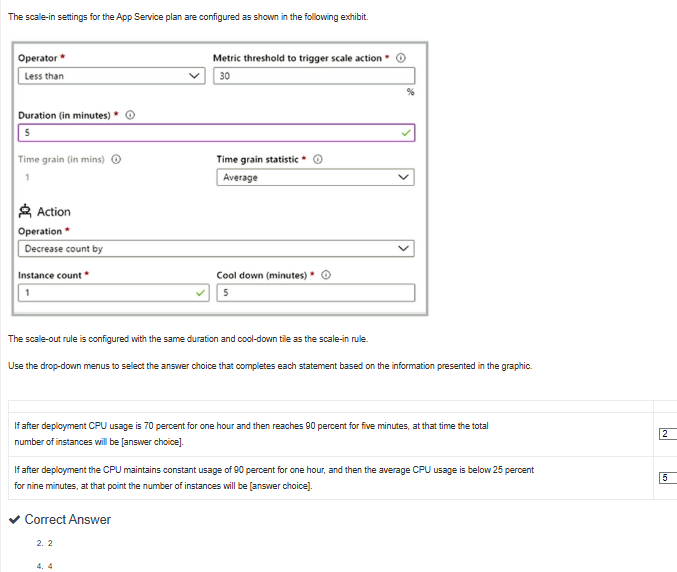 The scale-in settings for the App Service plan are configured as shown in the following exhibit.
Operator * Metric threshold to trigger scale action *
Less than 30
%
Duration (in minutes) *
5
Time grain (in mins) Time grain statistic *
1 Average
Action
Operation *
Decrease count by
Instance count * Cool down (minutes) *
1 5
The scale-out rule is configured with the same duration and cool-down tile as the scale-in rule.
Use the drop-down menus to select the answer choice that completes each statement based on the information presented in the graphic.
If after deployment CPU usage is 70 percent for one hour and then reaches 90 percent for five minutes, at that time the total
number of instances will be [answer choice].
2
If after deployment the CPU maintains constant usage of 90 percent for one hour, and then the average CPU usage is below 25 percent
for nine minutes, at that point the number of instances will be [answer choice].
5
Correct Answer
2. 2
4. 4